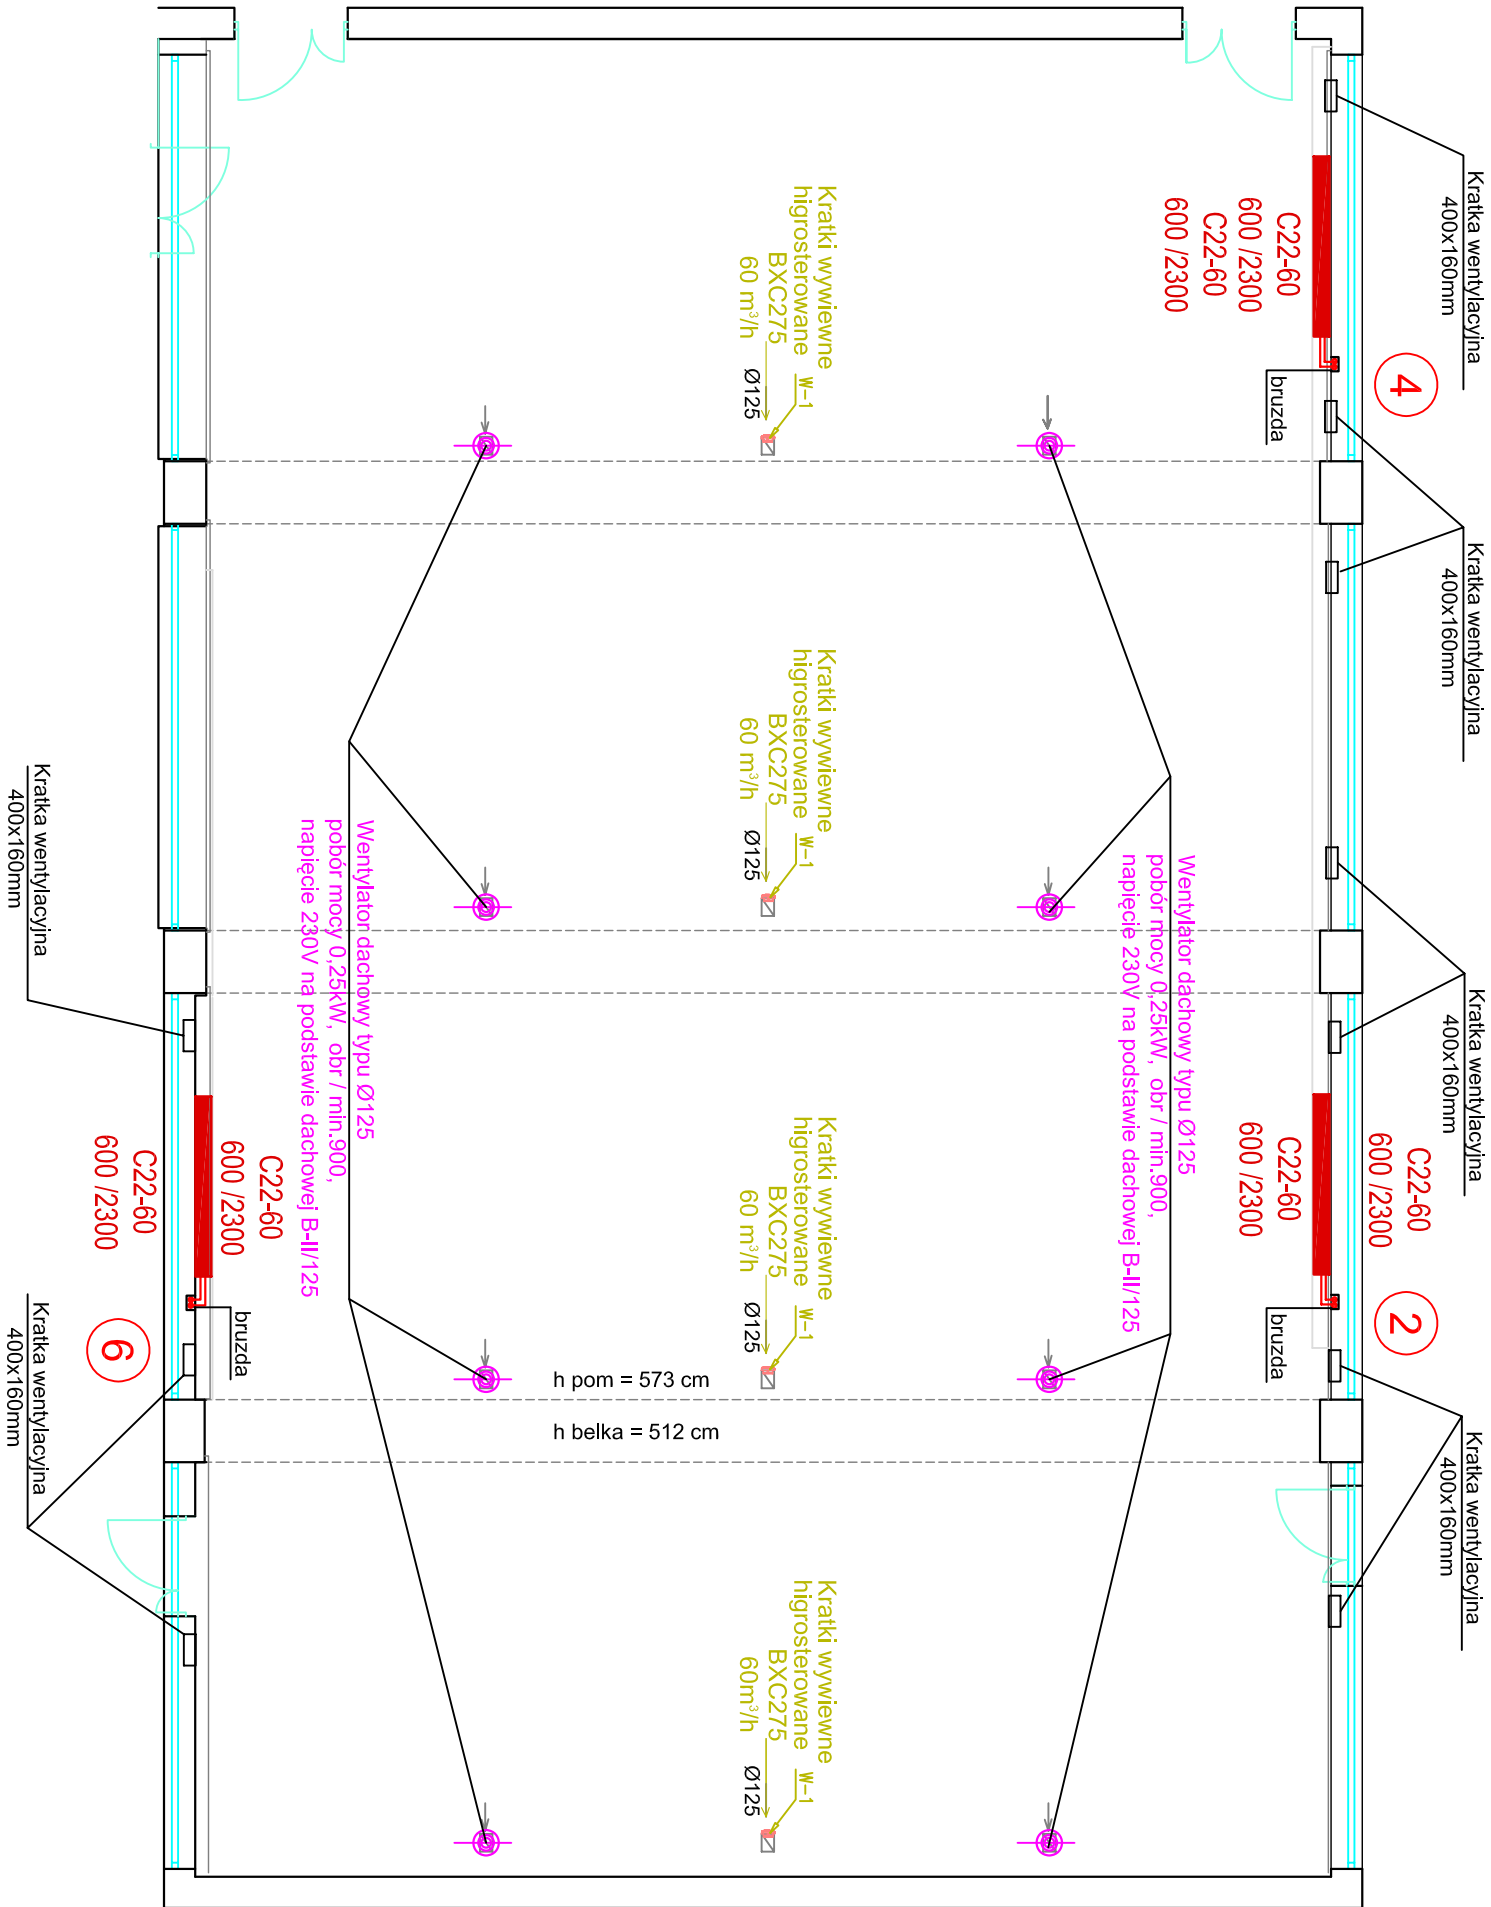 Kratka wentylacyjna
400x160mm
Kratka wentylacyjna
400x160mm
Kratka wentylacyjna
400x160mm
Kratka wentylacyjna
400x160mm
4
C22-60
600 /2300
C22-60
600 /2300
bruzda
C22-60
600 /2300
C22-60
600 /2300
2
bruzda
Wentylator dachowy typu Ø125
pobór mocy 0,25kW, obr / min.900,
napięcie 230V na podstawie dachowej B-II/125
Kratki wywiewne
higrosterowane
BXC275
60 m³/h
W-1
Ø125
Kratki wywiewne
higrosterowane
BXC275
60 m³/h
W-1
Ø125
Kratki wywiewne
higrosterowane
BXC275
60 m³/h
W-1
Ø125
Kratki wywiewne
higrosterowane
BXC275
60m³/h
W-1
Ø125
h pom = 573 cm
h belka = 512 cm
Wentylator dachowy typu Ø125
pobór mocy 0,25kW, obr / min.900,
napięcie 230V na podstawie dachowej B-II/125
C22-60
600 /2300
bruzda
C22-60
600 /2300
6
Kratka wentylacyjna
400x160mm
Kratka wentylacyjna
400x160mm